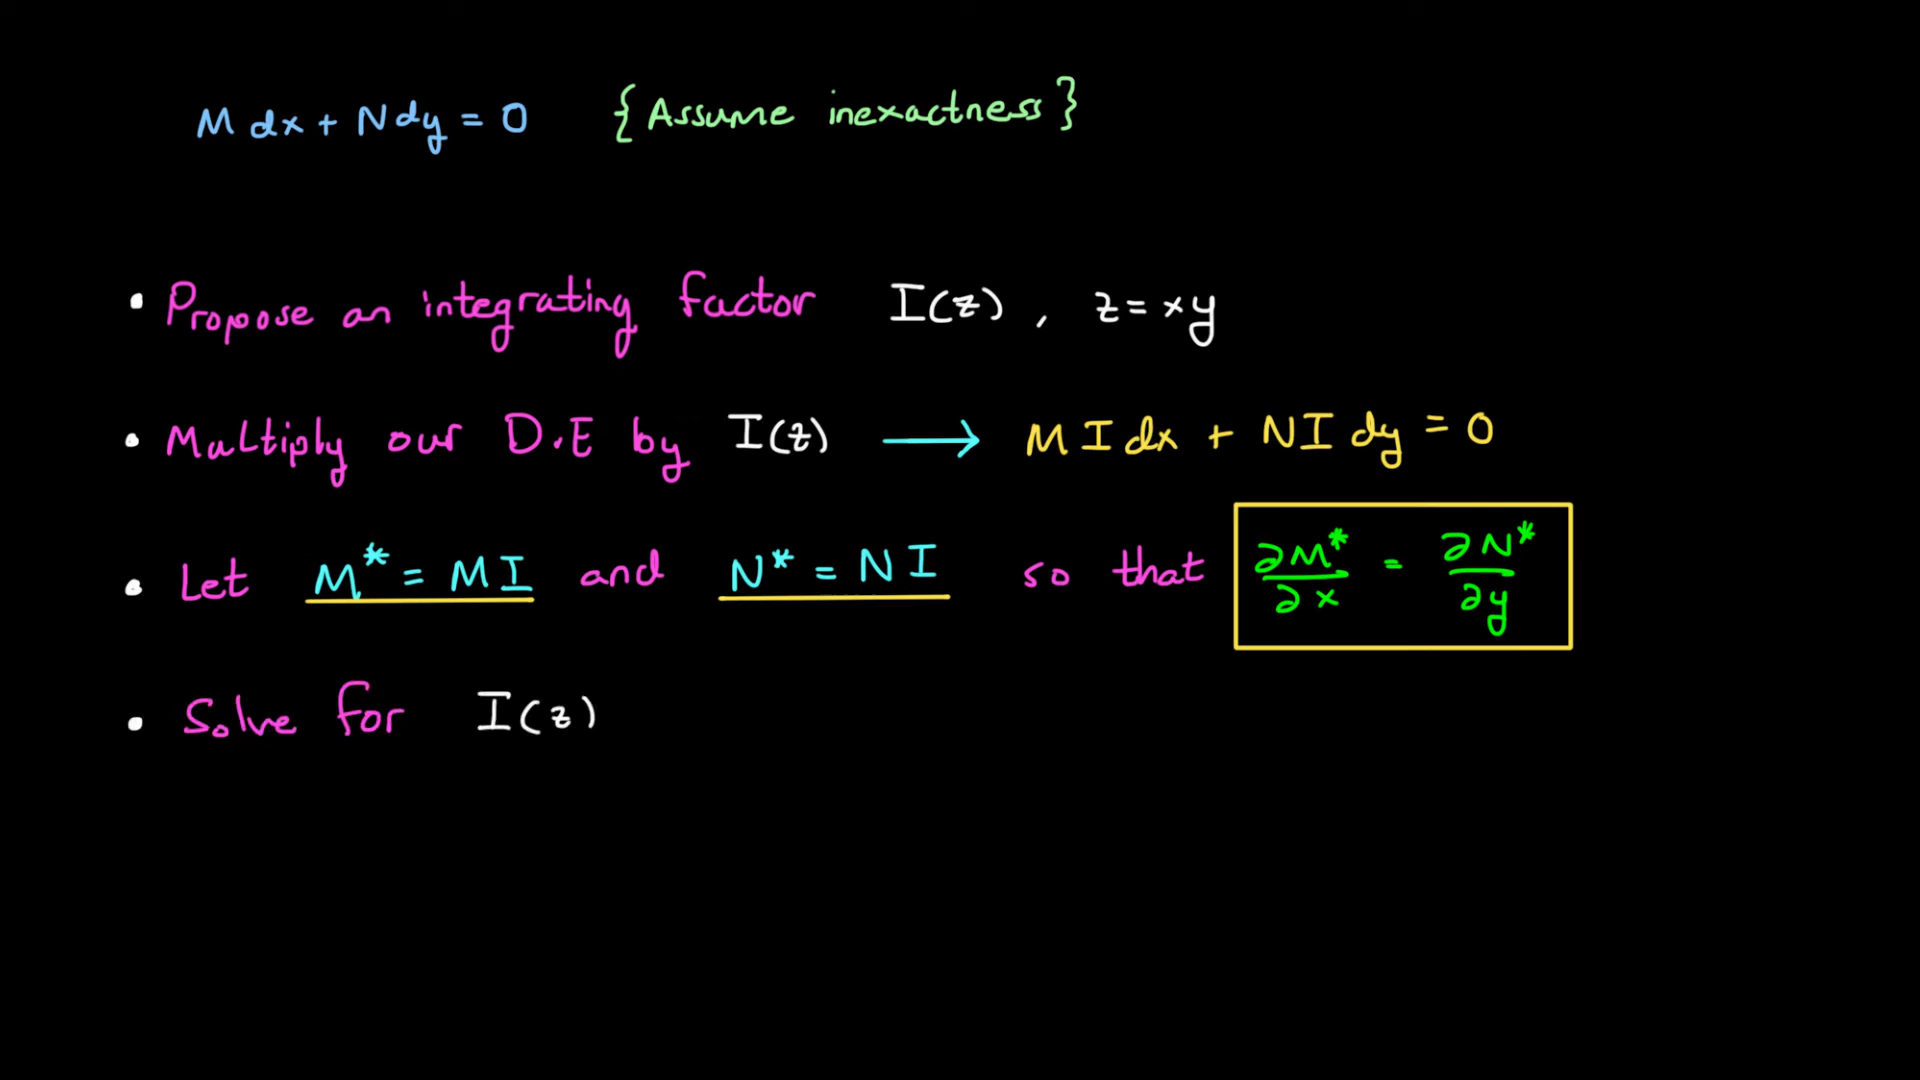 M dx + N dy = 0 {Assume inexactness}
• Propose an integrating factor I(z), z = xy
• Multiply our D.E by I(z) → M I dx + N I dy = 0
• Let M* = M I and N* = N I so that ∂M*/∂x = ∂N*/∂y
• Solve for I(z)